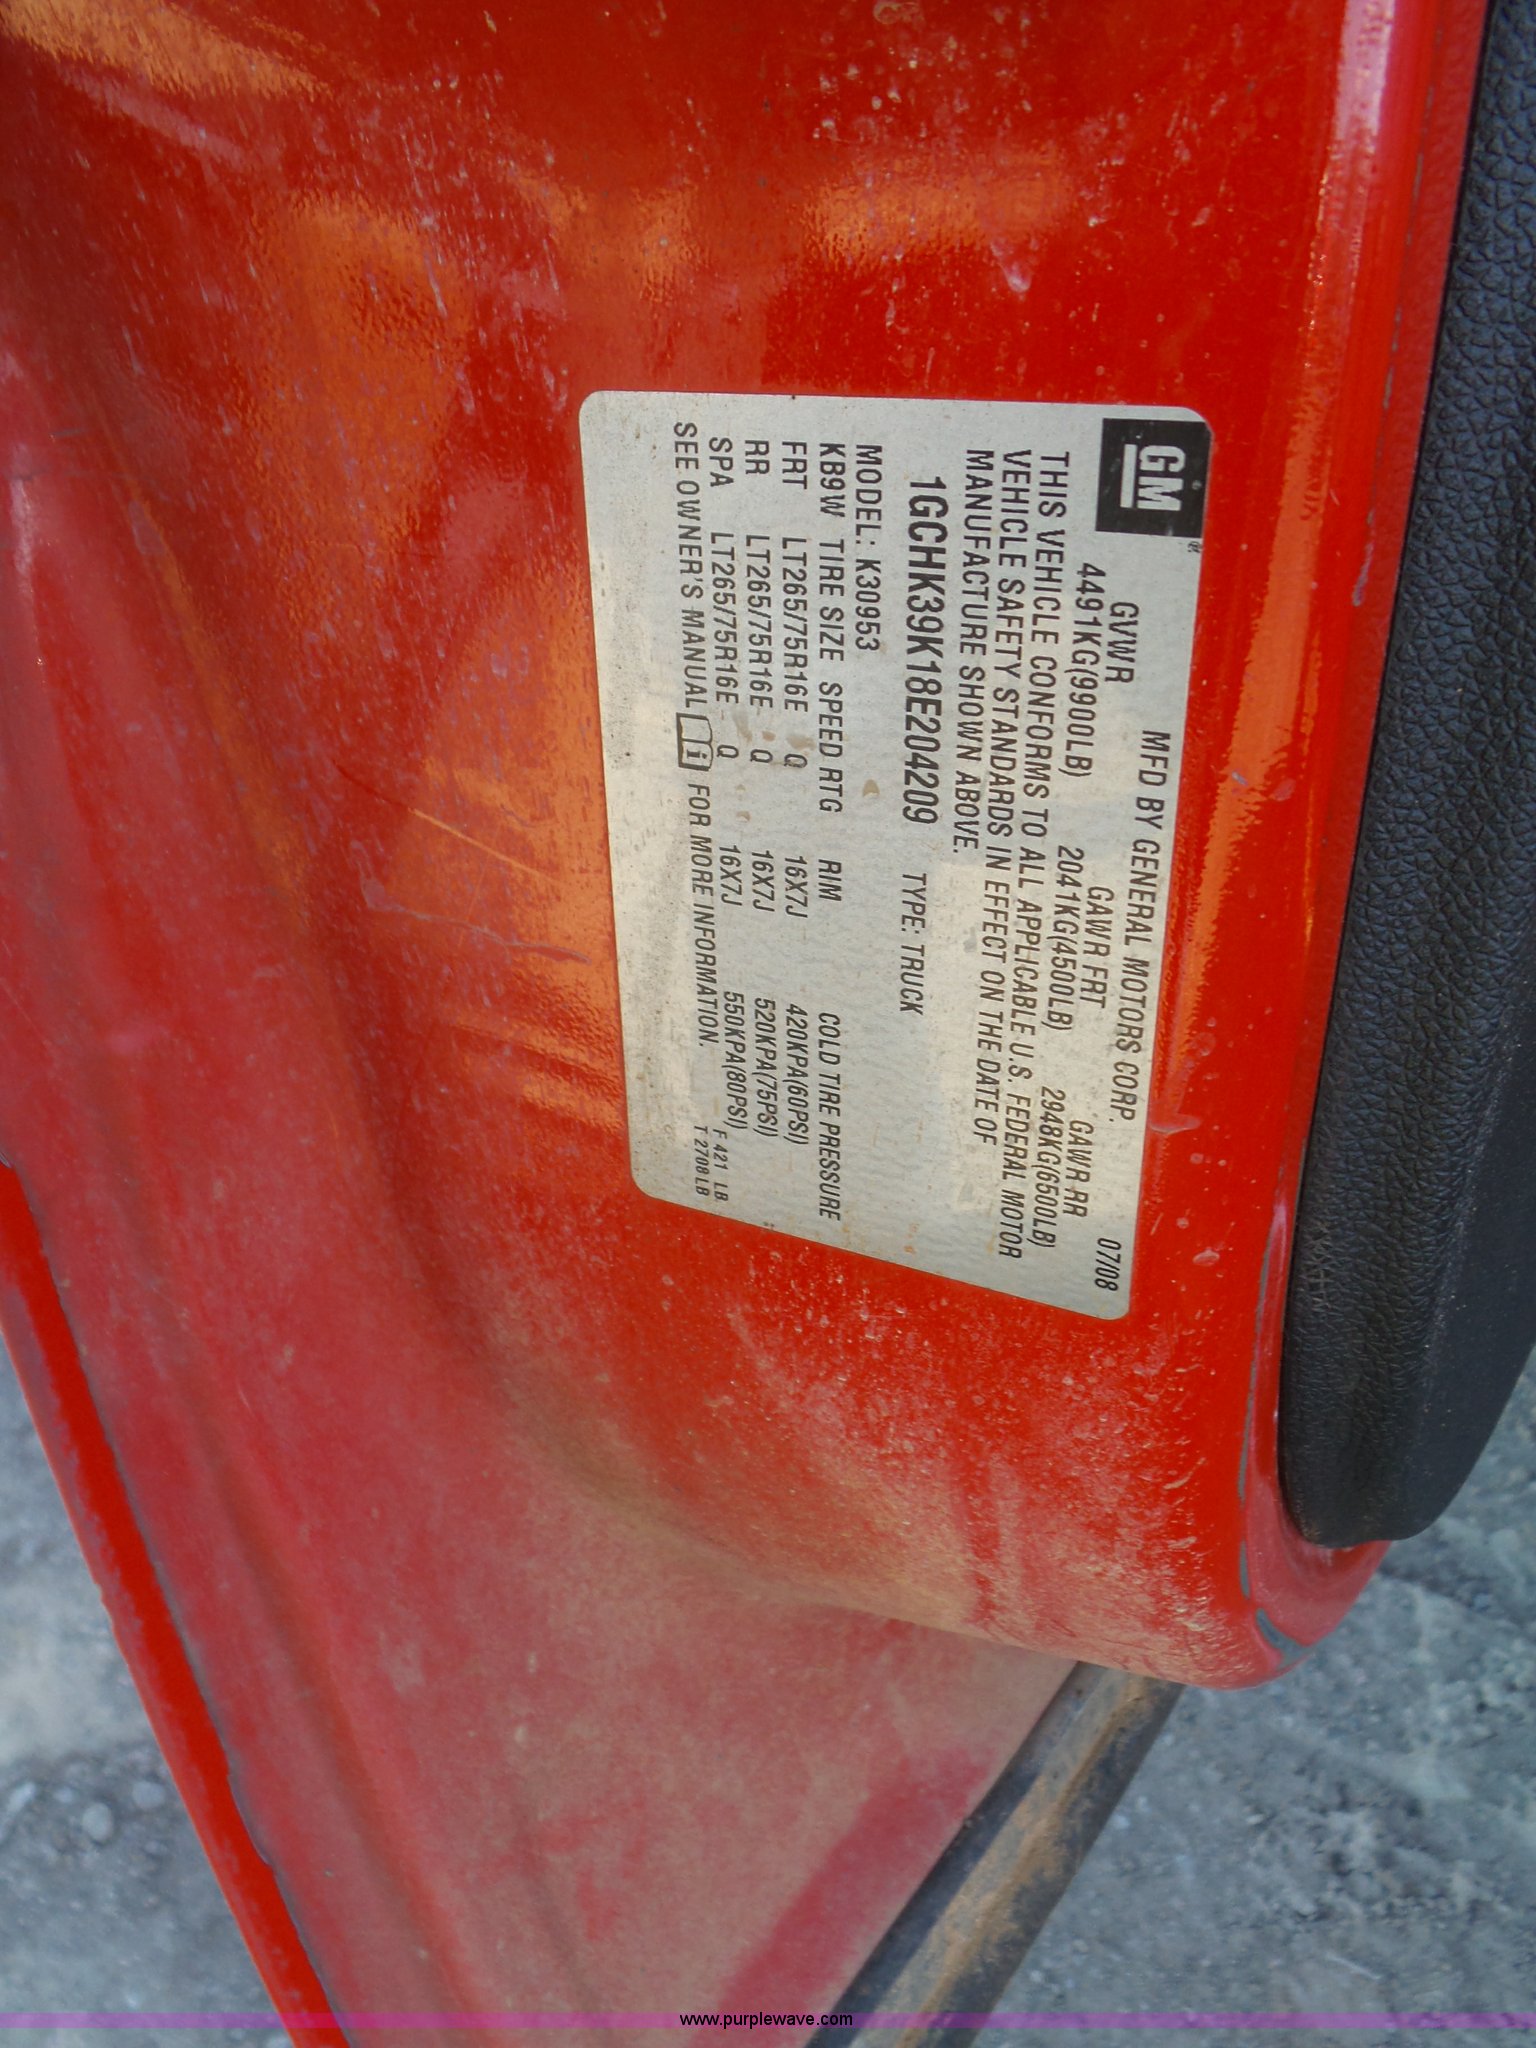 GM
MFD BY GENERAL MOTORS CORP. 07/08
GVWR GAWR FRT GAWR RR
4491KG(9900LB) 2041KG(4500LB) 2948KG(6500LB)
THIS VEHICLE CONFORMS TO ALL APPLICABLE U.S. FEDERAL MOTOR
VEHICLE SAFETY STANDARDS IN EFFECT ON THE DATE OF
MANUFACTURE SHOWN ABOVE.
1GCHK39K18E204209 TYPE: TRUCK
MODEL: K30953
KB9W TIRE SIZE SPEED RTG RIM COLD TIRE PRESSURE
FRT LT265/75R16E Q 16X7J 420KPA(60PSI)
RR LT265/75R16E Q 16X7J 520KPA(75PSI)
SPA LT265/75R16E Q 16X7J 550KPA(80PSI)
SEE OWNER'S MANUAL i FOR MORE INFORMATION.
F 421 LB
T 2708LB
www.purplewave.com